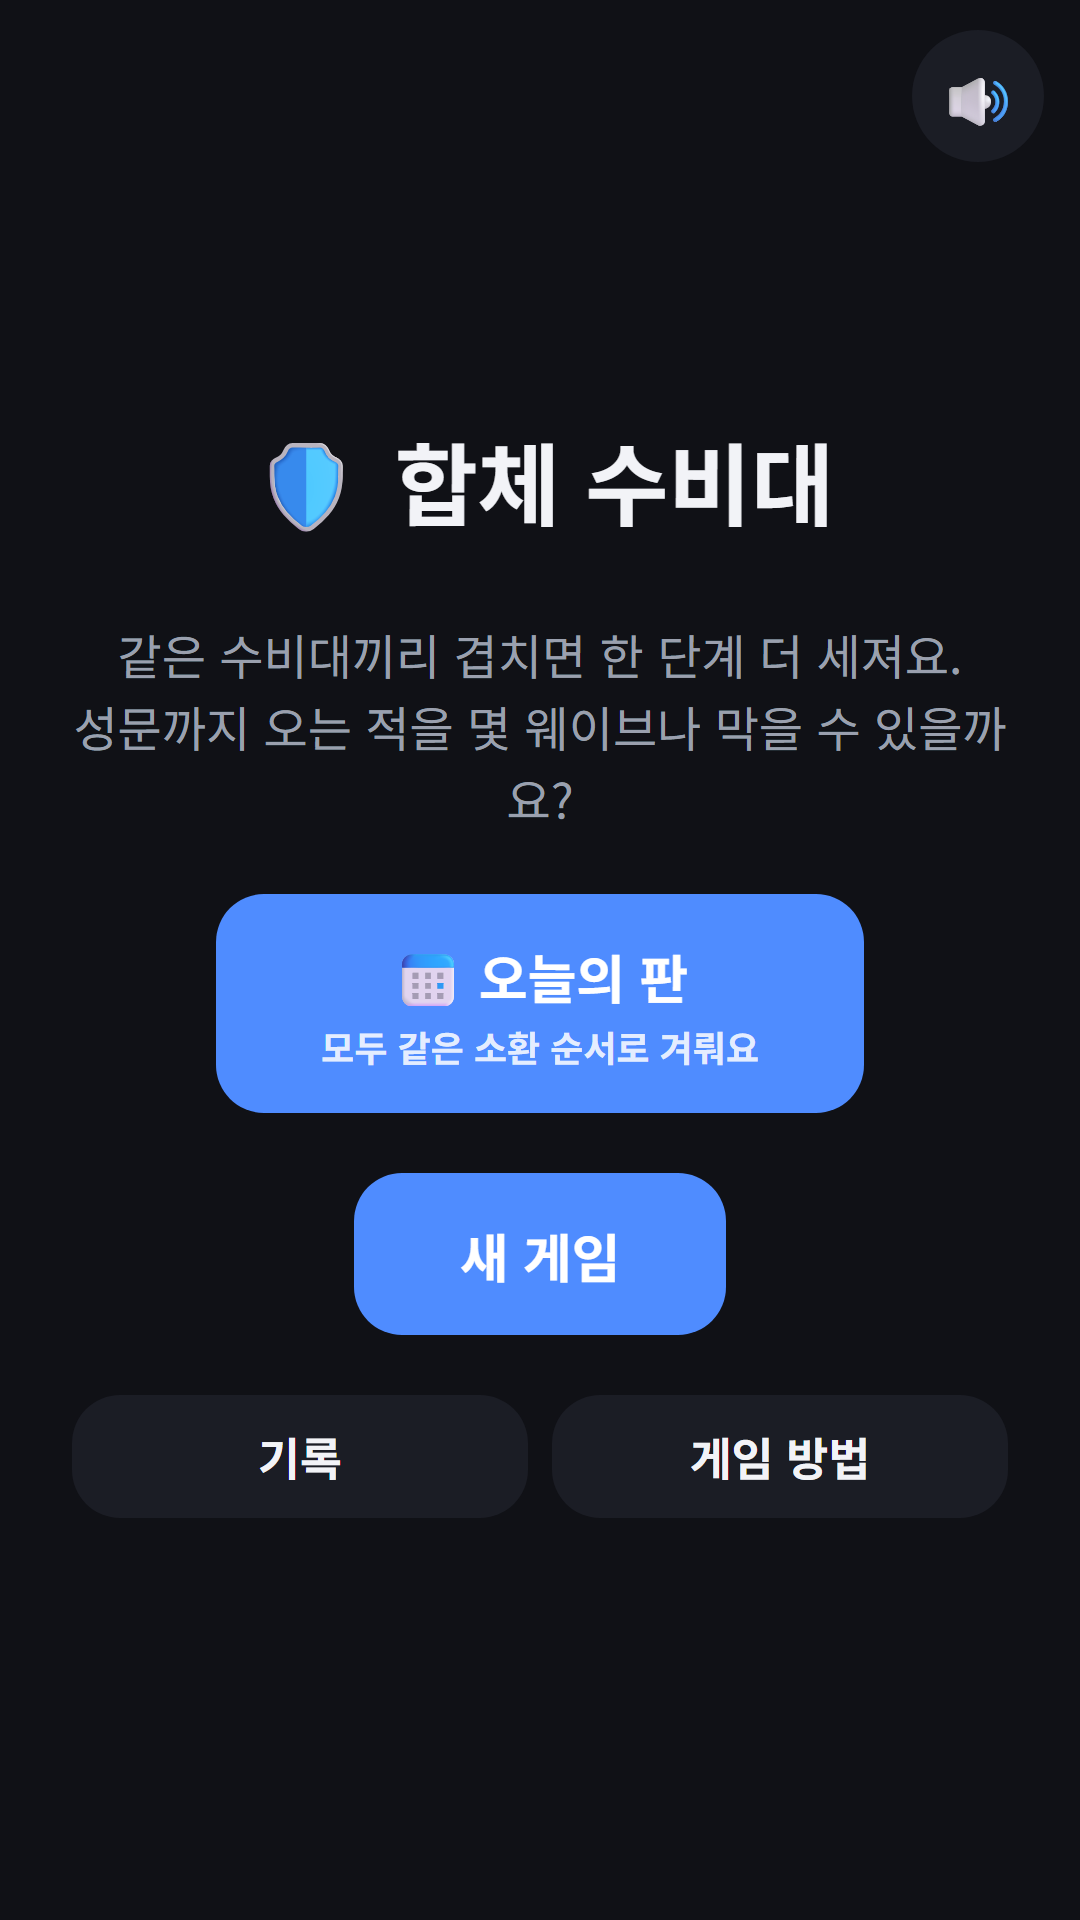 합체 수비대
같은 수비대끼리 겹치면 한 단계 더 세져요.
성문까지 오는 적을 몇 웨이브나 막을 수 있을까
요?
오늘의 판
모두 같은 소환 순서로 겨뤄요
새 게임
기록
게임 방법